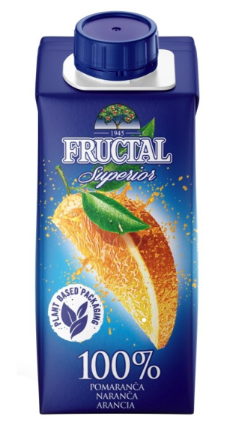 1945
FRUCTAL
Superior
PLANT BASED PACKAGING
100%
POMARANČA
NARANČA
ARANCIA